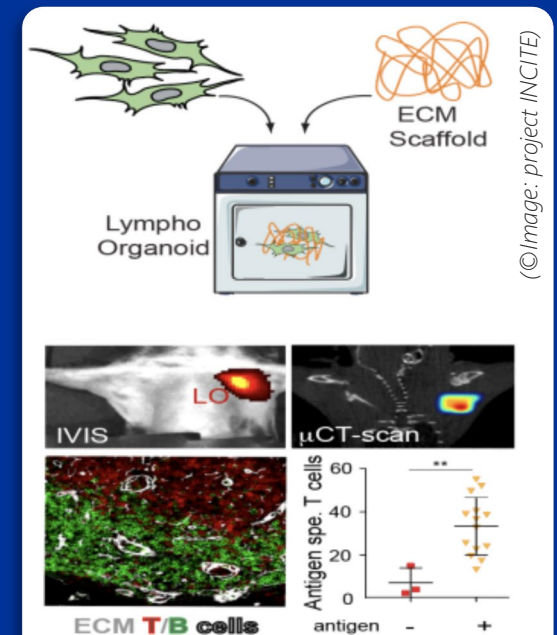 (©Image: project INCITE)
ECM
Scaffold
Lympho
Organoid
LO
IVIS
μCT-scan
Antigen spe. T cells
60
40
20
0
**
antigen - +
ECM T/B cells